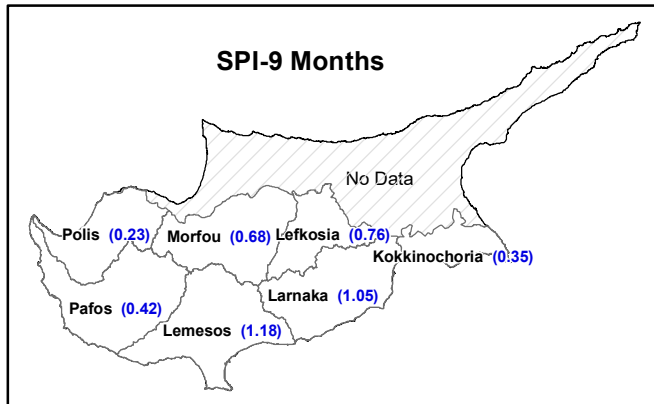 SPI-9 Months
No Data
Polis (0.23)
Morfou (0.68)
Lefkosia (0.76)
Kokkinochoria (0.35)
Pafos (0.42)
Larnaka (1.05)
Lemesos (1.18)